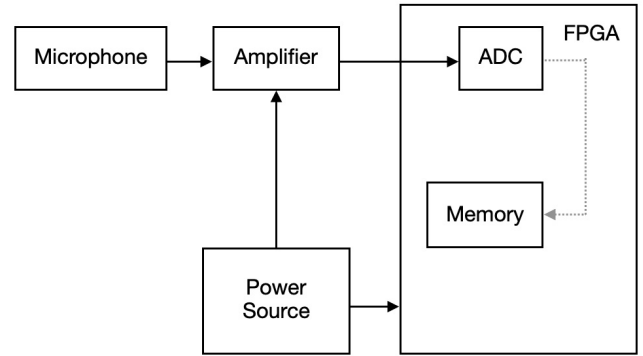 Microphone
Amplifier
ADC
FPGA
Memory
Power
Source